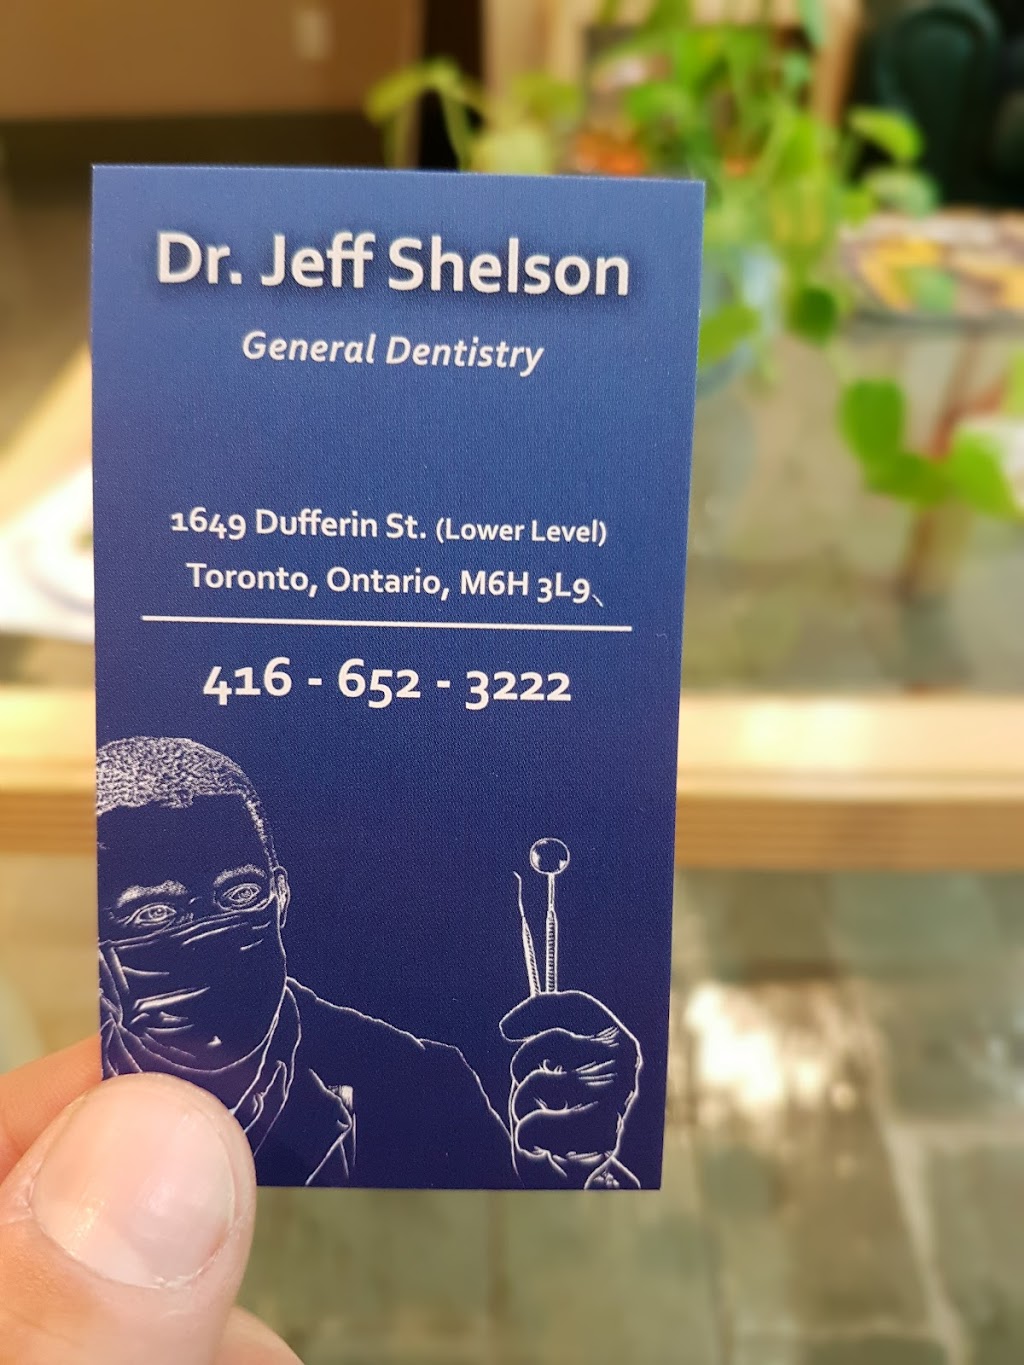 Dr. Jeff Shelson
General Dentistry
1649 Dufferin St. (Lower Level)
Toronto, Ontario, M6H 3L9
416 - 652 - 3222